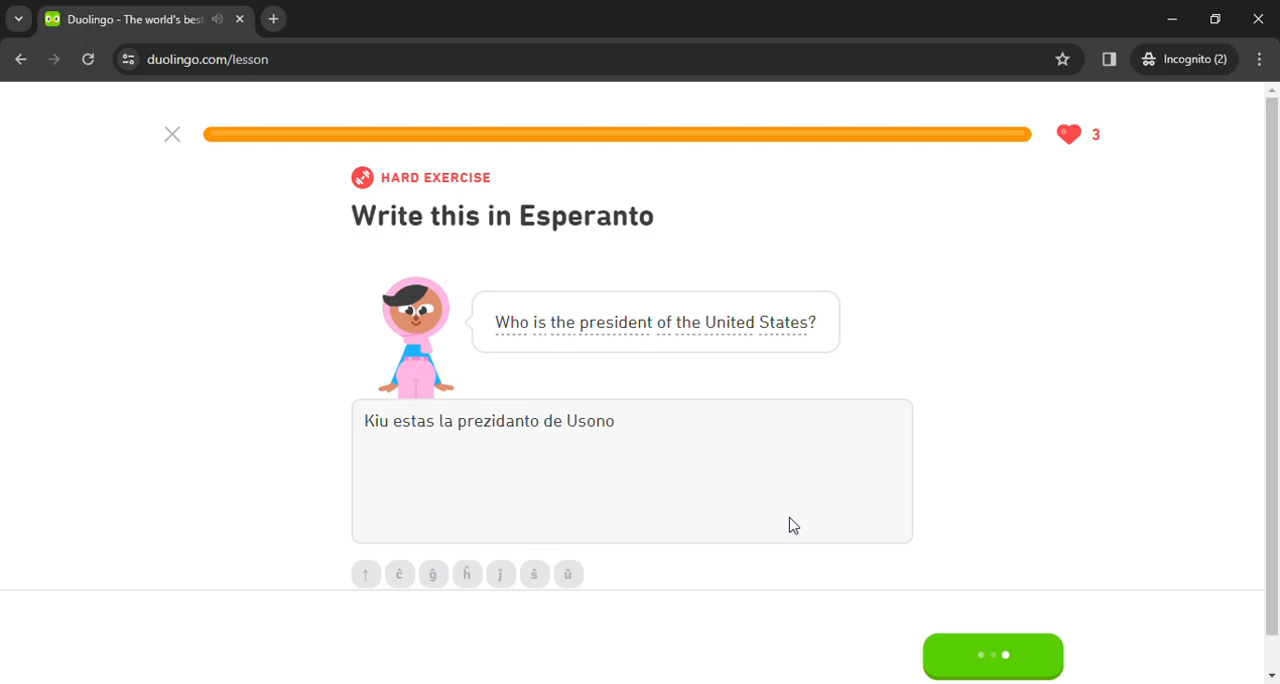 Duolingo - The world's bes
duolingo.com/lesson
Incognito (2)
3
HARD EXERCISE
Write this in Esperanto
Who is the president of the United States?
Kiu estas la prezidanto de Usono
↑ ĉ ĝ ĥ ĵ ŝ ŭ